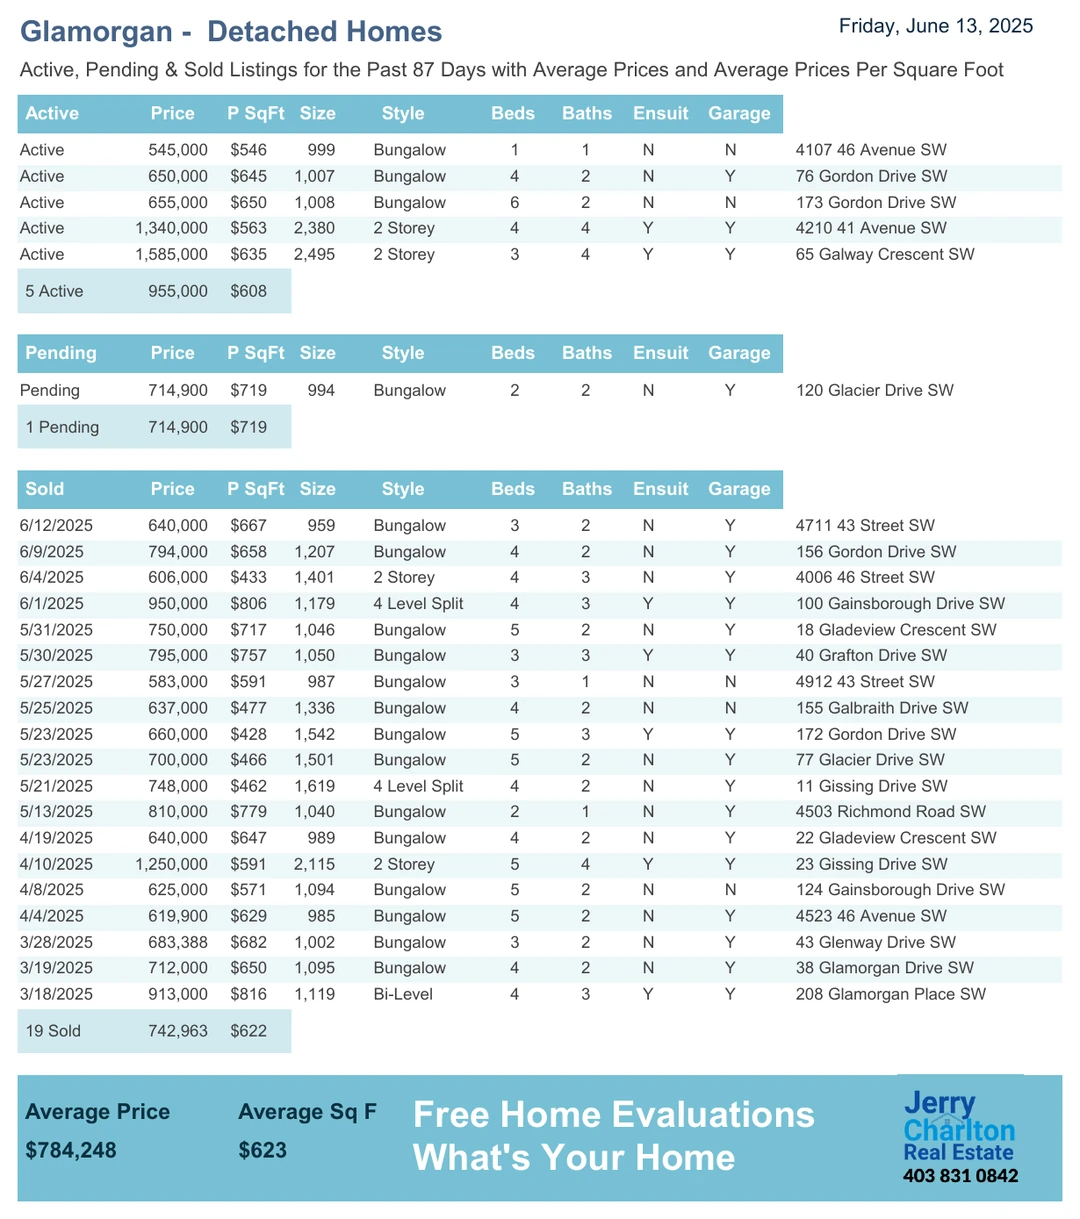 Glamorgan - Detached Homes
Friday, June 13, 2025
Active, Pending & Sold Listings for the Past 87 Days with Average Prices and Average Prices Per Square Foot
Active Price P SqFt Size Style Beds Baths Ensuit Garage
Active 545,000 $546 999 Bungalow 1 1 N N 4107 46 Avenue SW
Active 650,000 $645 1,007 Bungalow 4 2 N Y 76 Gordon Drive SW
Active 655,000 $650 1,008 Bungalow 6 2 N N 173 Gordon Drive SW
Active 1,340,000 $563 2,380 2 Storey 4 4 Y Y 4210 41 Avenue SW
Active 1,585,000 $635 2,495 2 Storey 3 4 Y Y 65 Galway Crescent SW
5 Active 955,000 $608
Pending Price P SqFt Size Style Beds Baths Ensuit Garage
Pending 714,900 $719 994 Bungalow 2 2 N Y 120 Glacier Drive SW
1 Pending 714,900 $719
Sold Price P SqFt Size Style Beds Baths Ensuit Garage
6/12/2025 640,000 $667 959 Bungalow 3 2 N Y 4711 43 Street SW
6/9/2025 794,000 $658 1,207 Bungalow 4 2 N Y 156 Gordon Drive SW
6/4/2025 606,000 $433 1,401 2 Storey 4 3 N Y 4006 46 Street SW
6/1/2025 950,000 $806 1,179 4 Level Split 4 3 Y Y 100 Gainsborough Drive SW
5/31/2025 750,000 $717 1,046 Bungalow 5 2 N Y 18 Gladeview Crescent SW
5/30/2025 795,000 $757 1,050 Bungalow 3 3 Y Y 40 Grafton Drive SW
5/27/2025 583,000 $591 987 Bungalow 3 1 N N 4912 43 Street SW
5/25/2025 637,000 $477 1,336 Bungalow 4 2 N N 155 Galbraith Drive SW
5/23/2025 660,000 $428 1,542 Bungalow 5 3 Y Y 172 Gordon Drive SW
5/23/2025 700,000 $466 1,501 Bungalow 5 2 N Y 77 Glacier Drive SW
5/21/2025 748,000 $462 1,619 4 Level Split 4 2 N Y 11 Gissing Drive SW
5/13/2025 810,000 $779 1,040 Bungalow 2 1 N Y 4503 Richmond Road SW
4/19/2025 640,000 $647 989 Bungalow 4 2 N Y 22 Gladeview Crescent SW
4/10/2025 1,250,000 $591 2,115 2 Storey 5 4 Y Y 23 Gissing Drive SW
4/8/2025 625,000 $571 1,094 Bungalow 5 2 N N 124 Gainsborough Drive SW
4/4/2025 619,900 $629 985 Bungalow 5 2 N Y 4523 46 Avenue SW
3/28/2025 683,388 $682 1,002 Bungalow 3 2 N Y 43 Glenway Drive SW
3/19/2025 712,000 $650 1,095 Bungalow 4 2 N Y 38 Glamorgan Drive SW
3/18/2025 913,000 $816 1,119 Bi-Level 4 3 Y Y 208 Glamorgan Place SW
19 Sold 742,963 $622
Average Price Average Sq F
$784,248 $623
Free Home Evaluations
What's Your Home
Jerry
Charlton
Real Estate
403 831 0842